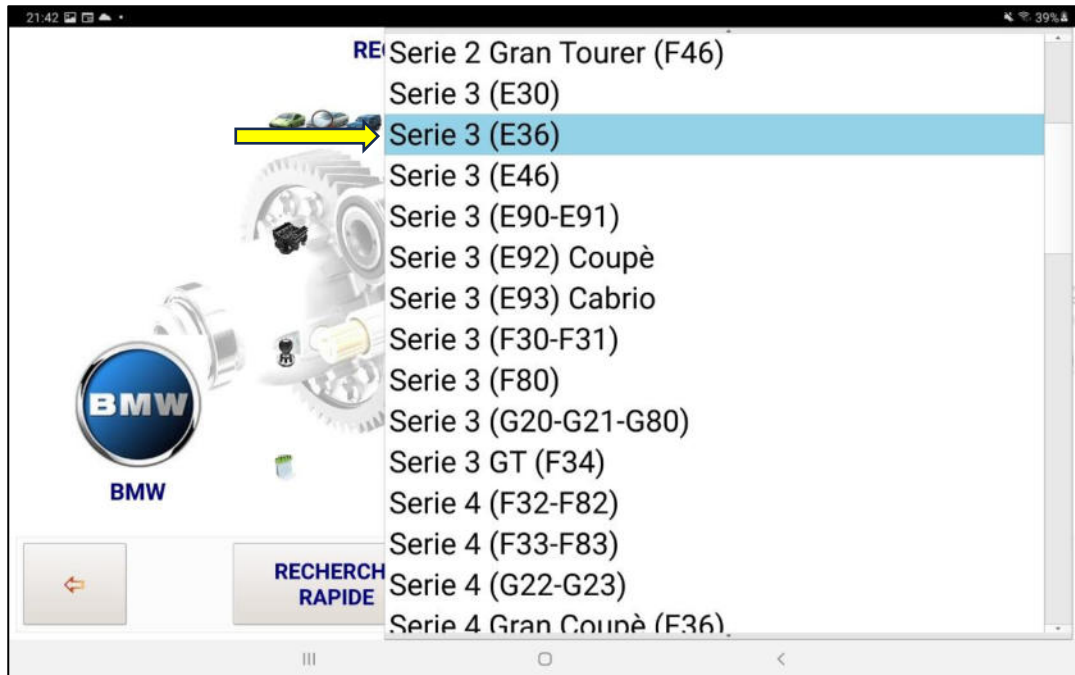 21:42
39%
RE
Serie 2 Gran Tourer (F46)
Serie 3 (E30)
Serie 3 (E36)
Serie 3 (E46)
Serie 3 (E90-E91)
Serie 3 (E92) Coupè
Serie 3 (E93) Cabrio
Serie 3 (F30-F31)
Serie 3 (F80)
Serie 3 (G20-G21-G80)
Serie 3 GT (F34)
Serie 4 (F32-F82)
Serie 4 (F33-F83)
Serie 4 (G22-G23)
Serie 4 Gran Coupè (F36)
BMW
BMW
RECHERCH
RAPIDE